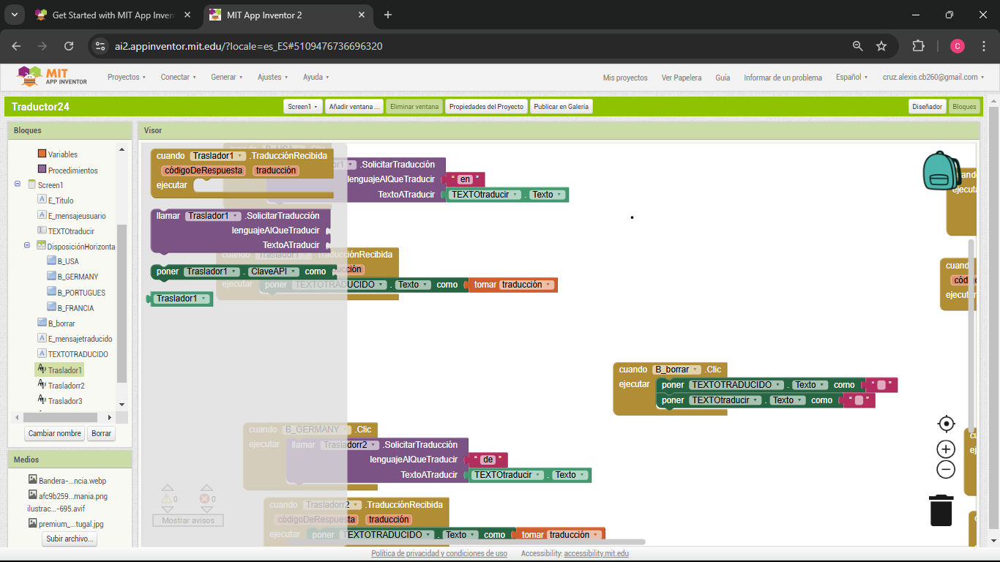 Get Started with MIT App Inven
MIT App Inventor 2
ai2.appinventor.mit.edu/?locale=es_ES#5109476736696320
C
MIT
APP INVENTOR
Proyectos
Conectar
Generar
Ajustes
Ayuda
Mis proyectos
Ver Papelera
Guía
Informar de un problema
Español
cruz.alexis.cb260@gmail.com
Traductor24
Screen1
Añadir ventana ...
Eliminar ventana
Propiedades del Proyecto
Publicar en Galería
Diseñador
Bloques
Bloques
Variables
Procedimientos
Screen1
E_Titulo
E_mensajeusuario
TEXTOtraducir
DisposiciónHorizonta
B_USA
B_GERMANY
B_PORTUGUES
B_FRANCIA
B_borrar
E_mensajetraducido
TEXTOTRADUCIDO
Traslador1
Trasladorr2
Traslador3
Cambiar nombre
Borrar
Medios
Bandera-...ncia.webp
afc9b259...mania.png
ilustrac...-695.avif
premium_...tugal.jpg
Subir archivo...
Visor
cuando Traslador1 .TraducciónRecibida
códigoDeRespuesta traducción
ejecutar
llamar Traslador1 .SolicitarTraducción
lenguajeAlQueTraducir
TextoATraducir
poner Traslador1 . ClaveAPI como
Traslador1
.SolicitarTraducción
lenguajeAlQueTraducir “ en ”
TextoATraducir TEXTOtraducir . Texto
cuando Traslador1 .TraducciónRecibida
ejecutar poner TEXTOTRADUCIDO . Texto como tomar traducción
cuando B_borrar .Clic
ejecutar poner TEXTOTRADUCIDO . Texto como “ ”
poner TEXTOtraducir . Texto como “ ”
cuando B_GERMANY .Clic
ejecutar llamar Trasladorr2 .SolicitarTraducción
lenguajeAlQueTraducir “ de ”
TextoATraducir TEXTOtraducir . Texto
cuando Trasladorr2 .TraducciónRecibida
códigoDeRespuesta traducción
ejecutar poner TEXTOTRADUCIDO . Texto como tomar traducción
0 0
Mostrar avisos
Política de privacidad y condiciones de uso
Accessibility: accessibility.mit.edu